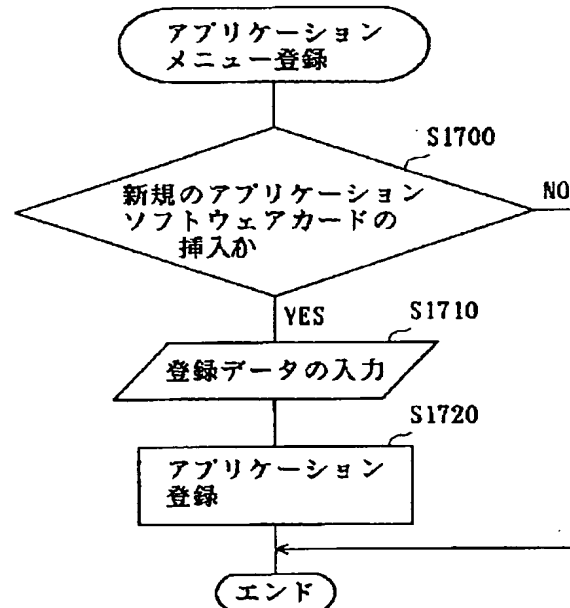 アプリケーション
メニュー登録
S1700
新規のアプリケーション
ソフトウェアカードの
挿入か
NO
YES
S1710
登録データの入力
S1720
アプリケーション
登録
エンド